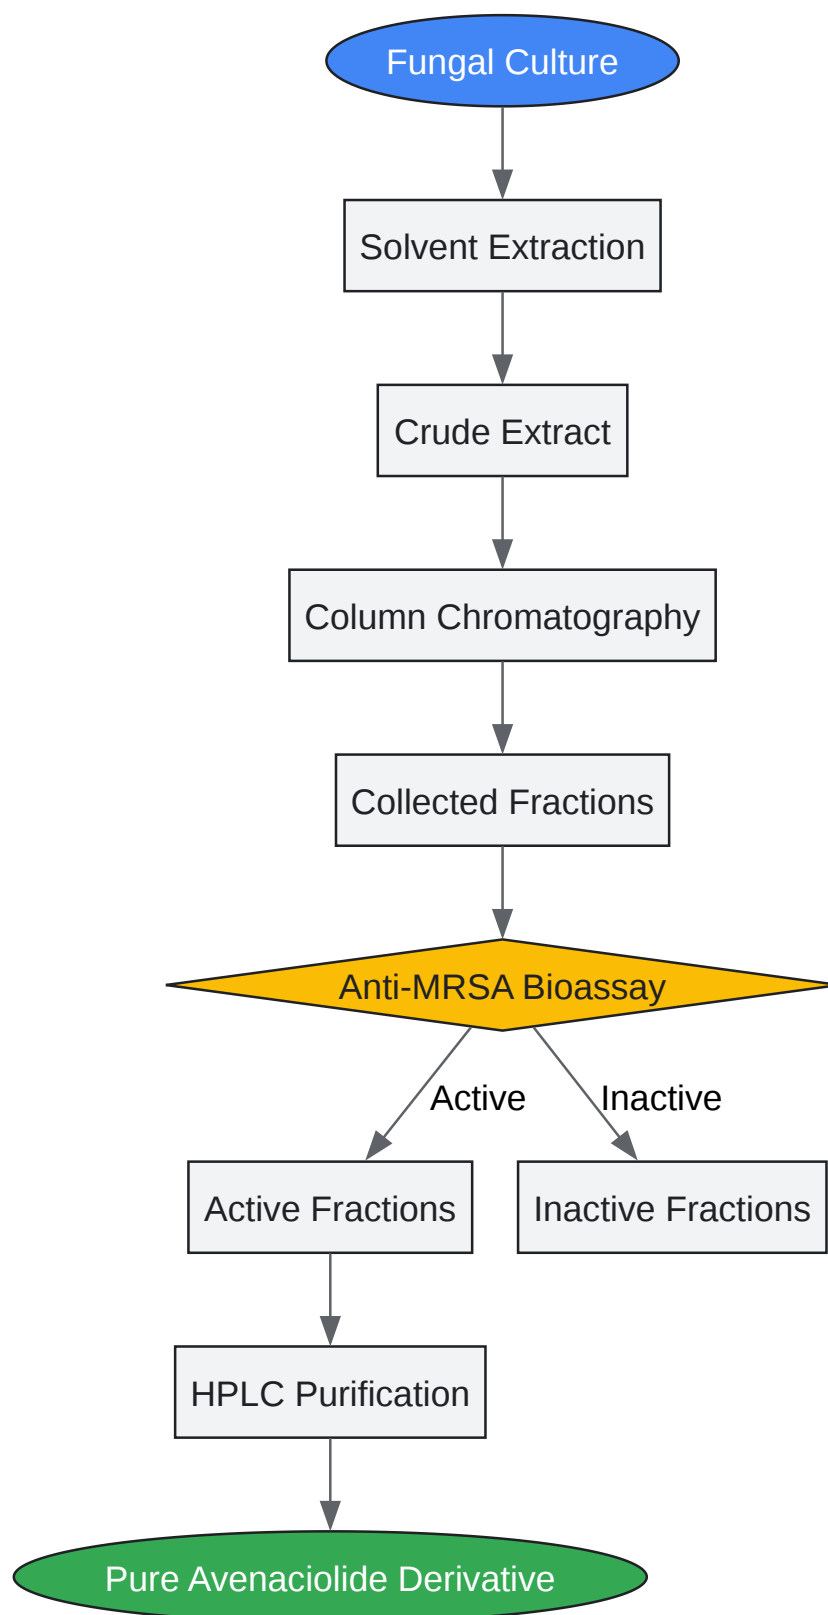 Fungal Culture
Solvent Extraction
Crude Extract
Column Chromatography
Collected Fractions
Anti-MRSA Bioassay
Active
Inactive
Active Fractions
Inactive Fractions
HPLC Purification
Pure Avenaciolide Derivative